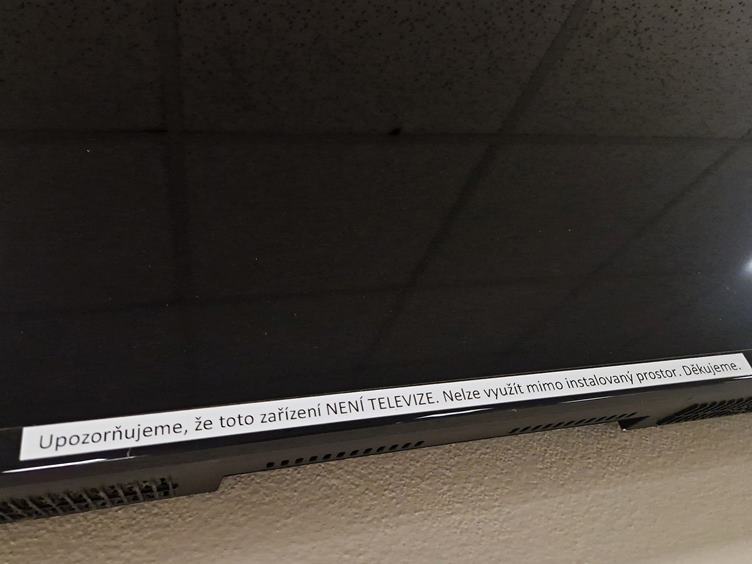 Upozorňujeme, že toto zařízení NENÍ TELEVIZE. Nelze využít mimo instalovaný prostor. Děkujeme.